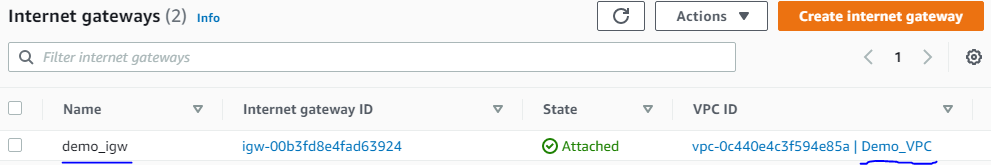 Internet gateways (2) Info Actions Create internet gateway
Filter internet gateways 1
Name Internet gateway ID State VPC ID
demo_igw igw-00b3fd8e4fad63924 Attached vpc-0c440e4c3f594e85a | Demo_VPC